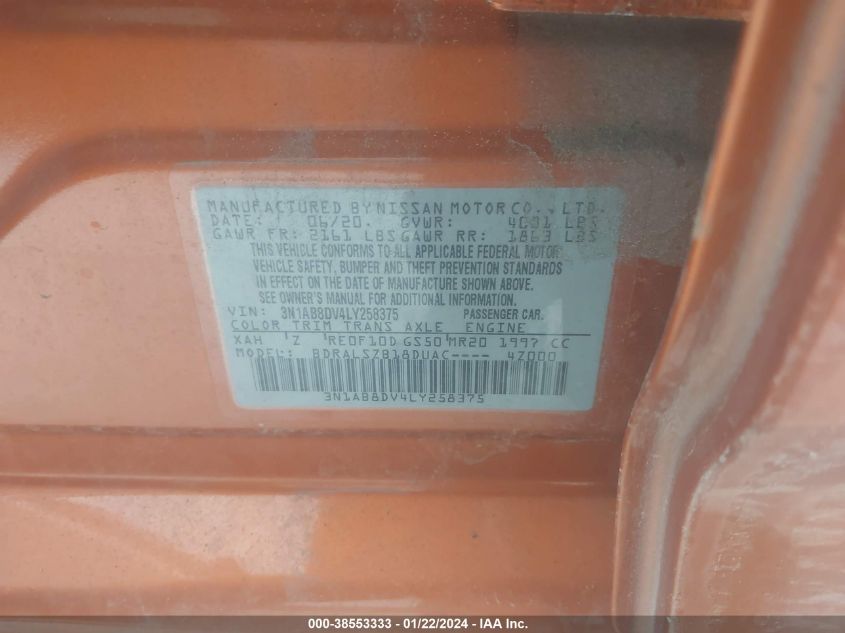 MANUFACTURED BY NISSAN MOTOR CO., LTD.
DATE: 06/20. GVWR: 4031 LBS
GAWR FR: 2161 LBS GAWR RR: 1863 LBS
THIS VEHICLE CONFORMS TO ALL APPLICABLE FEDERAL MOTOR
VEHICLE SAFETY, BUMPER AND THEFT PREVENTION STANDARDS
IN EFFECT ON THE DATE OF MANUFACTURE SHOWN ABOVE.
SEE OWNER'S MANUAL FOR ADDITIONAL INFORMATION.
VIN: 3N1AB8DV4LY258375 PASSENGER CAR.
COLOR TRIM TRANS AXLE ENGINE
XAH Z RE0F10D GS50 MR20 1997 CC
MODEL: BDRALSZB18DUAC---- 47000
3N1AB8DV4LY258375
000-38553333 - 01/22/2024 - IAA Inc.